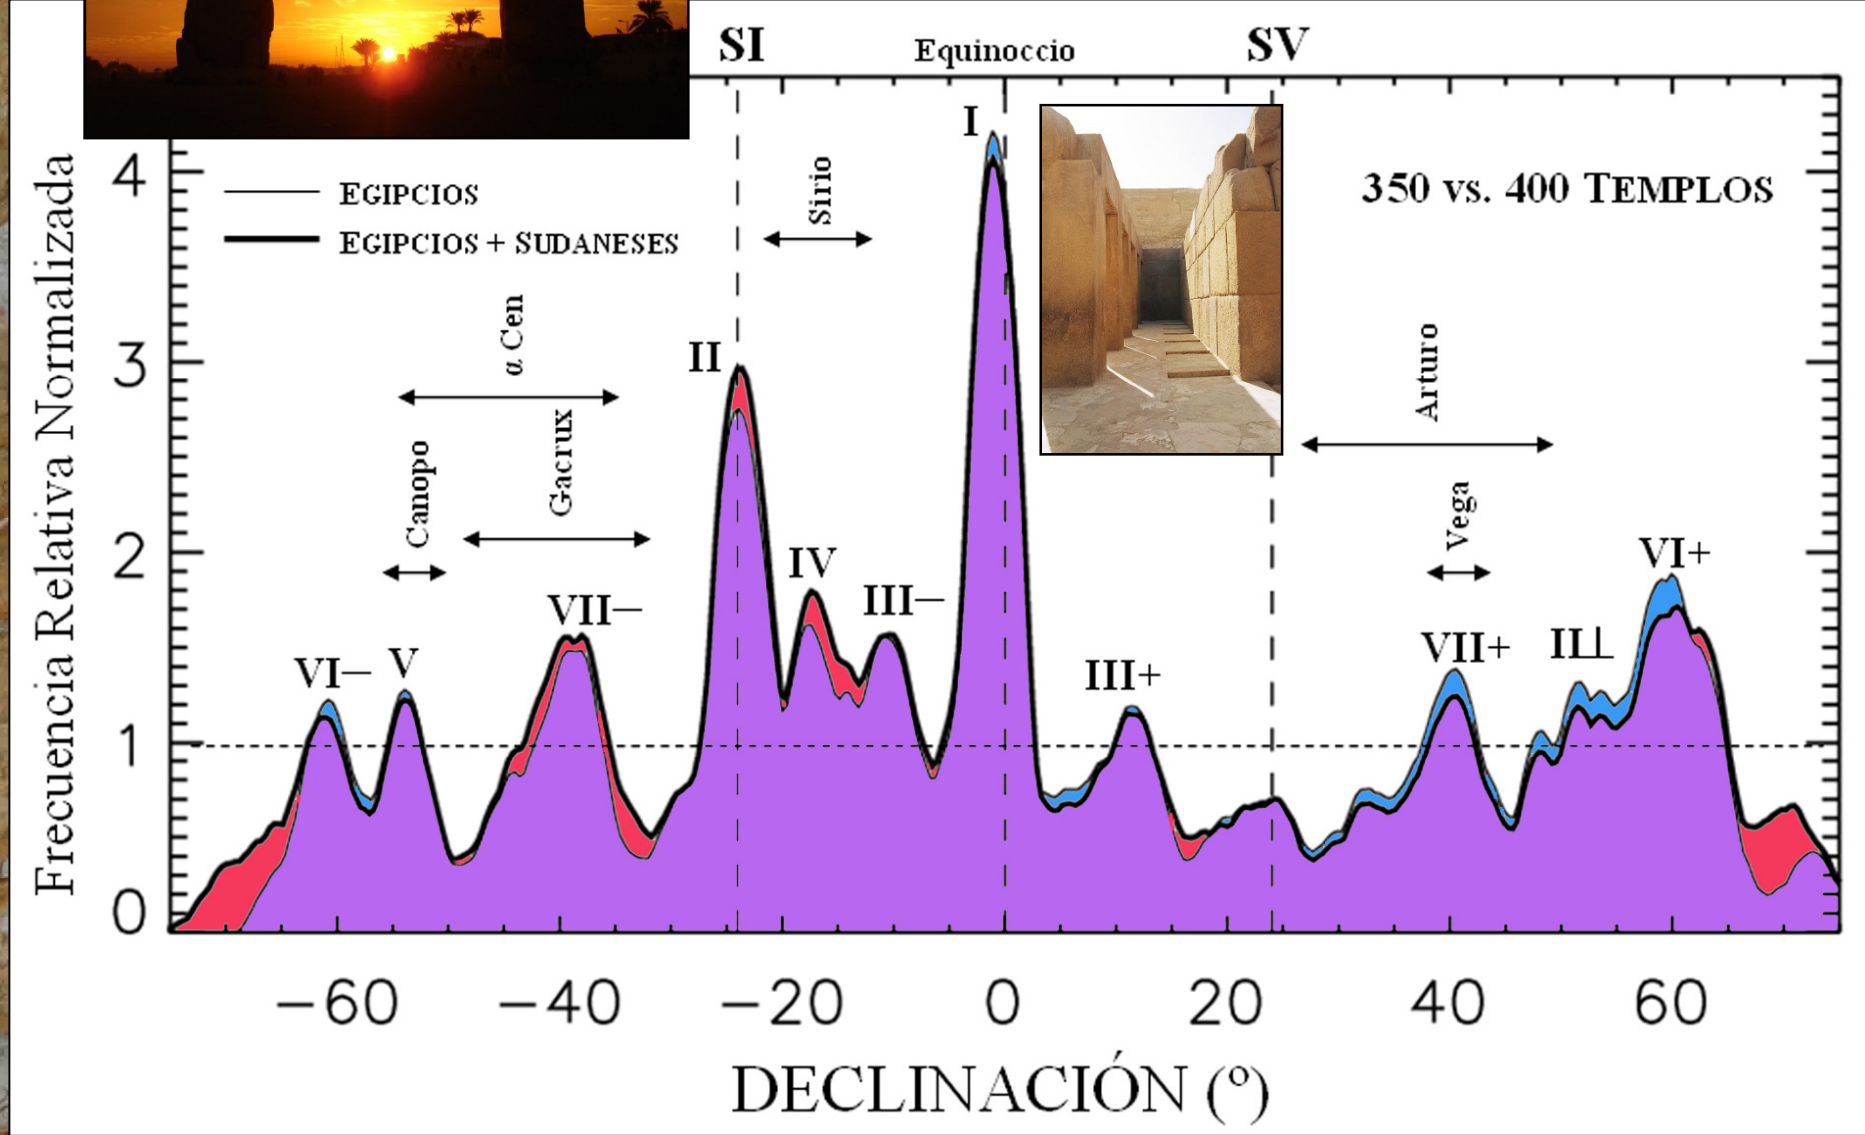 SI
Equinoccio
SV
I
350 vs. 400 TEMPLOS
EGIPCIOS
EGIPCIOS + SUDANESES
Sirio
α Cen
II
Arturo
Canopo
Gacrux
Vega
IV
VI+
III−
VII−
VII+
II⊥
V
VI−
III+
Frecuencia Relativa Normalizada
4
3
2
1
0
−60 −40 −20 0 20 40 60
DECLINACIÓN (º)